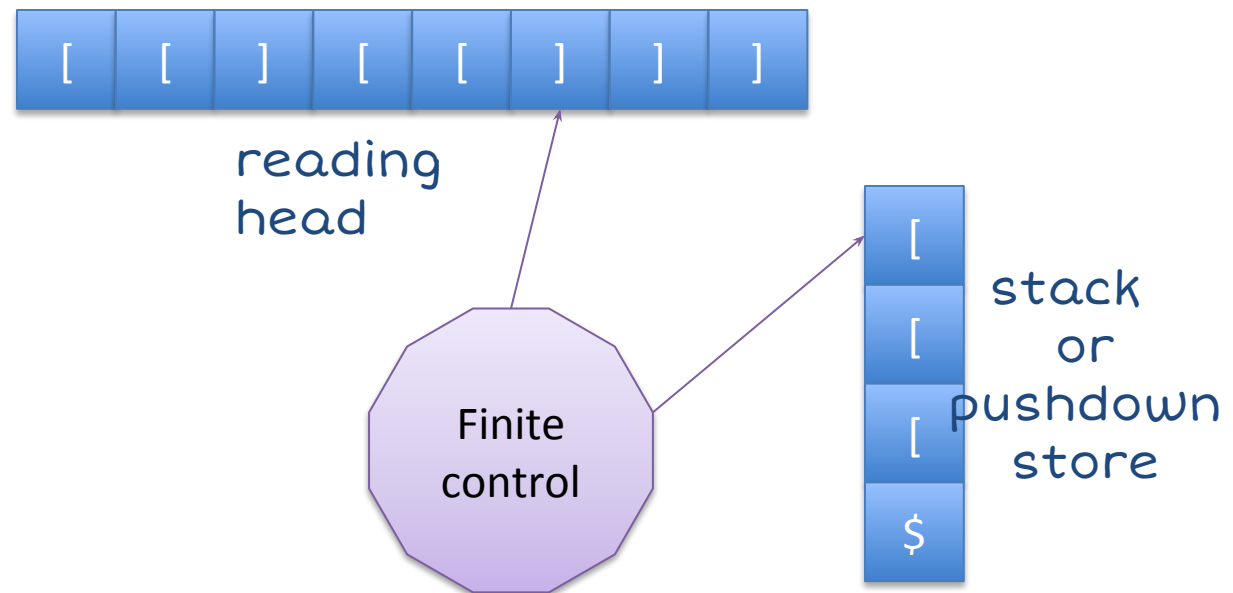 [ [ ] [ [ ] ] ]
reading
head
[
[
[
$
stack
or
pushdown
store
Finite
control